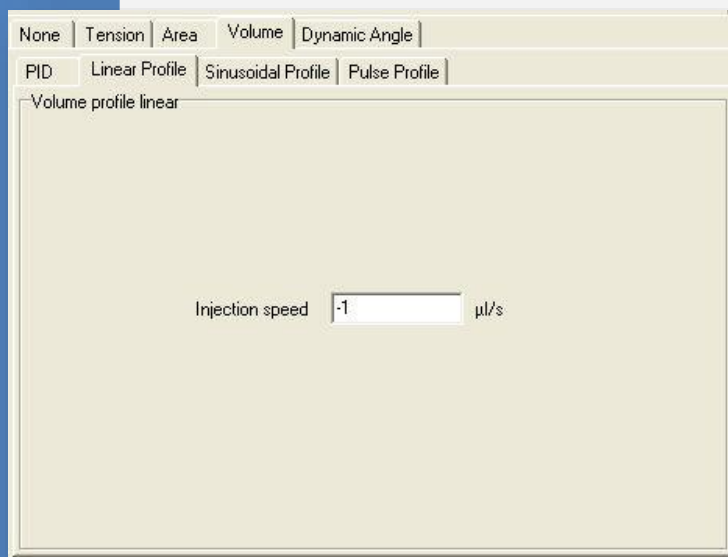 None Tension Area Volume Dynamic Angle
PID Linear Profile Sinusoidal Profile Pulse Profile
Volume profile linear
Injection speed -1 µl/s